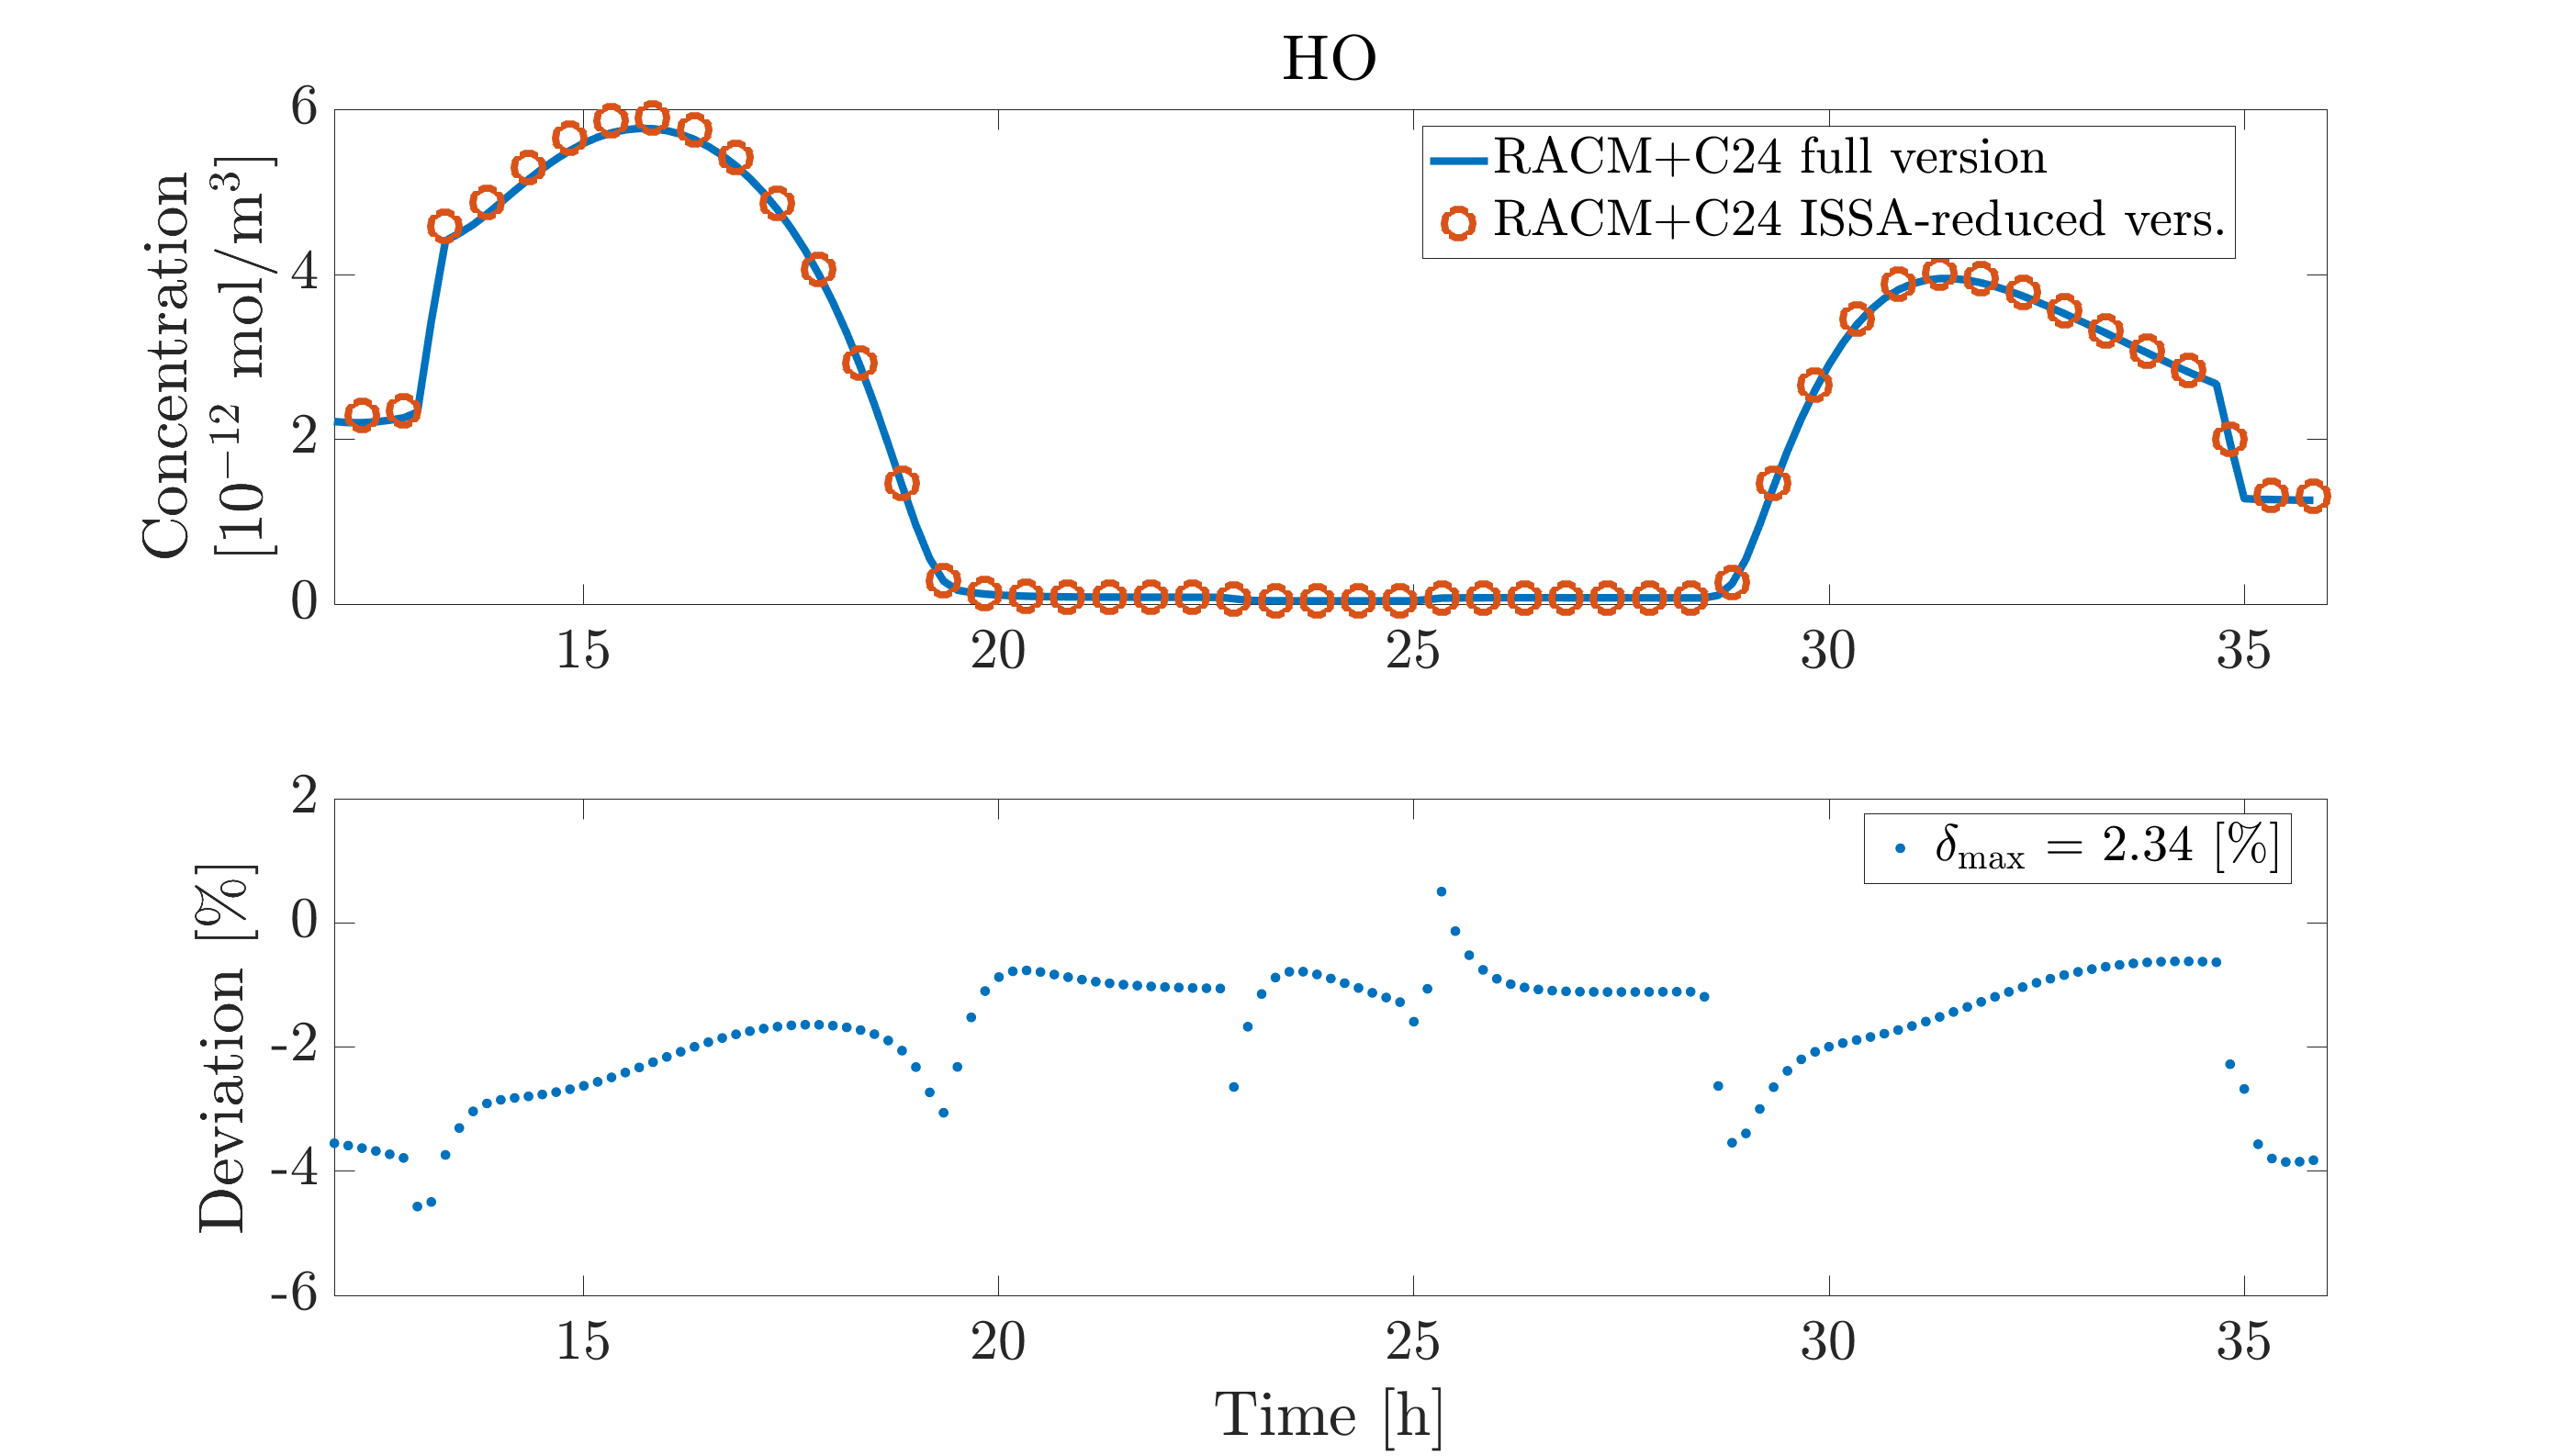 HO
Concentration
[10⁻¹² mol/m³]
6
4
2
0
RACM+C24 full version
RACM+C24 ISSA-reduced vers.
15 20 25 30 35
Deviation [%]
2
0
-2
-4
-6
δmax = 2.34 [%]
15 20 25 30 35
Time [h]